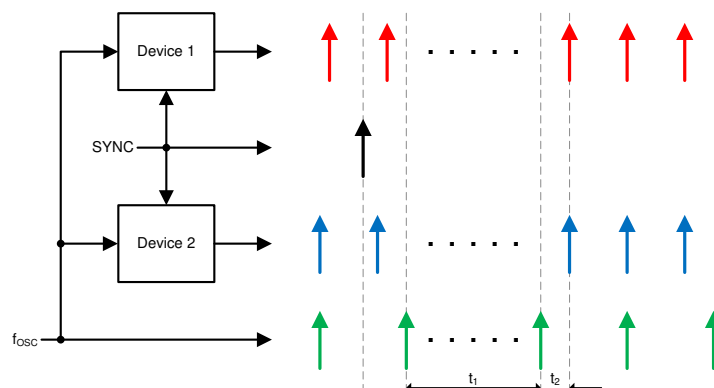 Device 1
SYNC
Device 2
fOSC
t1
t2